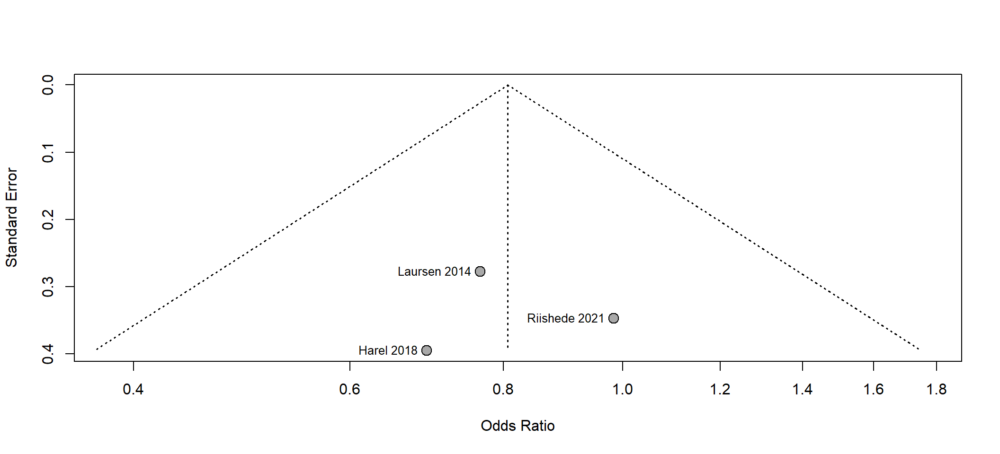 0.0
0.1
0.2
0.3
0.4
Standard Error
Laursen 2014
Riishede 2021
Harel 2018
0.4 0.6 0.8 1.0 1.2 1.4 1.6 1.8
Odds Ratio